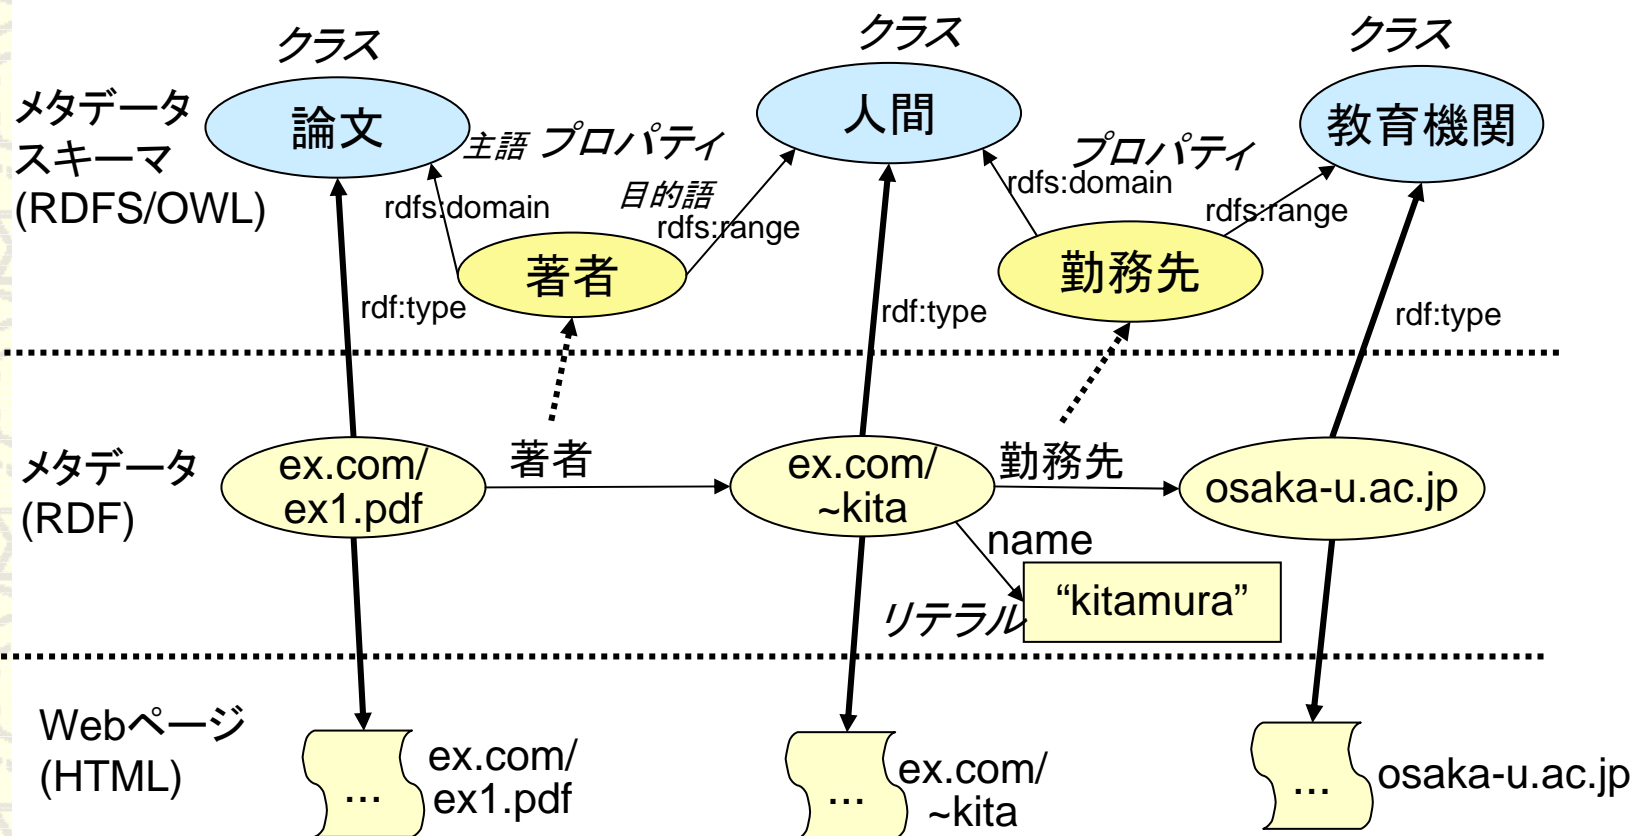 クラス
クラス
クラス
メタデータ
スキーマ
(RDFS/OWL)
論文
人間
教育機関
主語 プロパティ
プロパティ
目的語
rdfs:domain
rdfs:range
rdfs:domain
rdfs:range
著者
勤務先
rdf:type
rdf:type
rdf:type
メタデータ
(RDF)
ex.com/
ex1.pdf
著者
ex.com/
~kita
勤務先
osaka-u.ac.jp
name
リテラル
“kitamura”
Webページ
(HTML)
...
ex.com/
ex1.pdf
...
ex.com/
~kita
...
osaka-u.ac.jp